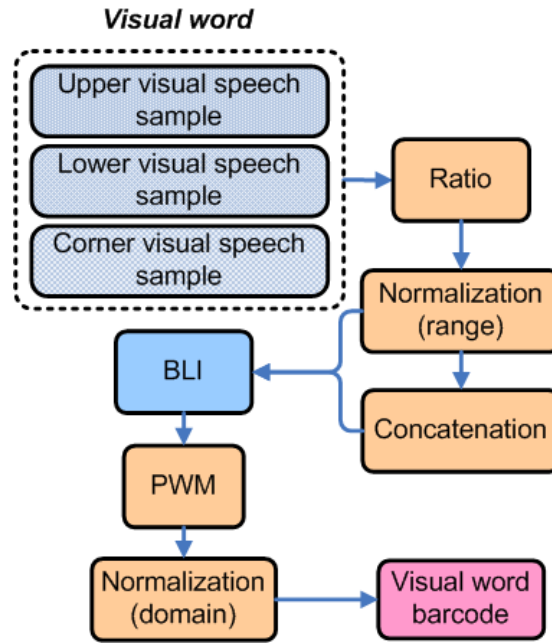 Visual word
Upper visual speech
sample
Lower visual speech
sample
Corner visual speech
sample
Ratio
Normalization
(range)
BLI
Concatenation
PWM
Normalization
(domain)
Visual word
barcode